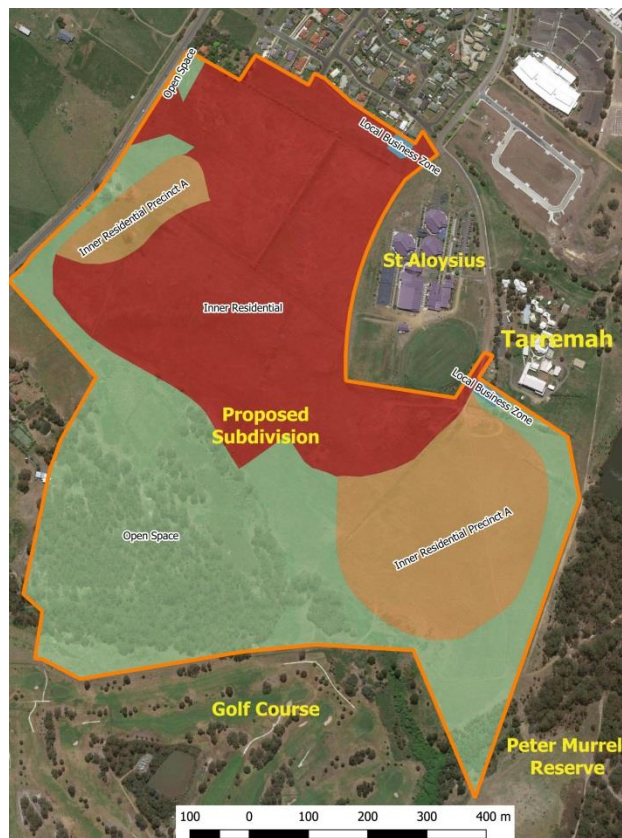 Open Space
Local Business Zone
Inner Residential Precinct A
St Aloysius
Inner Residential
Tarremah
Local Business Zone
Proposed
Subdivision
Inner Residential Precinct A
Open Space
Golf Course
Peter Murrel
Reserve
100 0 100 200 300 400 m